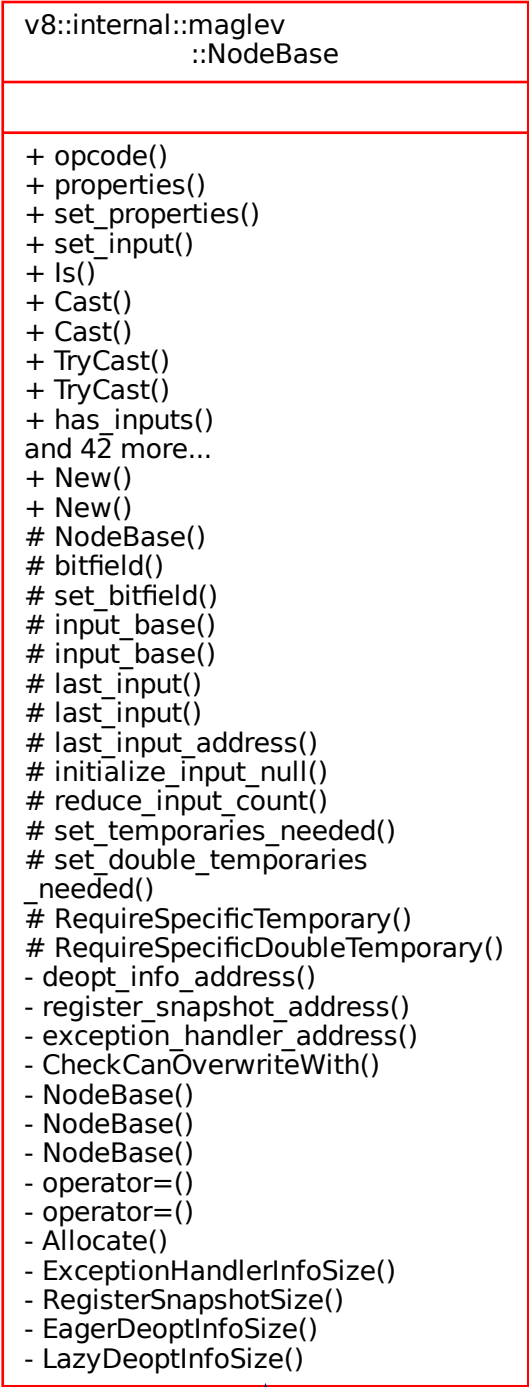 v8::internal::maglev
::NodeBase
+ opcode()
+ properties()
+ set_properties()
+ set_input()
+ Is()
+ Cast()
+ Cast()
+ TryCast()
+ TryCast()
+ has_inputs()
and 42 more...
+ New()
+ New()
# NodeBase()
# bitfield()
# set_bitfield()
# input_base()
# input_base()
# last_input()
# last_input()
# last_input_address()
# initialize_input_null()
# reduce_input_count()
# set_temporaries_needed()
# set_double_temporaries
_needed()
# RequireSpecificTemporary()
# RequireSpecificDoubleTemporary()
- deopt_info_address()
- register_snapshot_address()
- exception_handler_address()
- CheckCanOverwriteWith()
- NodeBase()
- NodeBase()
- NodeBase()
- operator=()
- operator=()
- Allocate()
- ExceptionHandlerInfoSize()
- RegisterSnapshotSize()
- EagerDeoptInfoSize()
- LazyDeoptInfoSize()